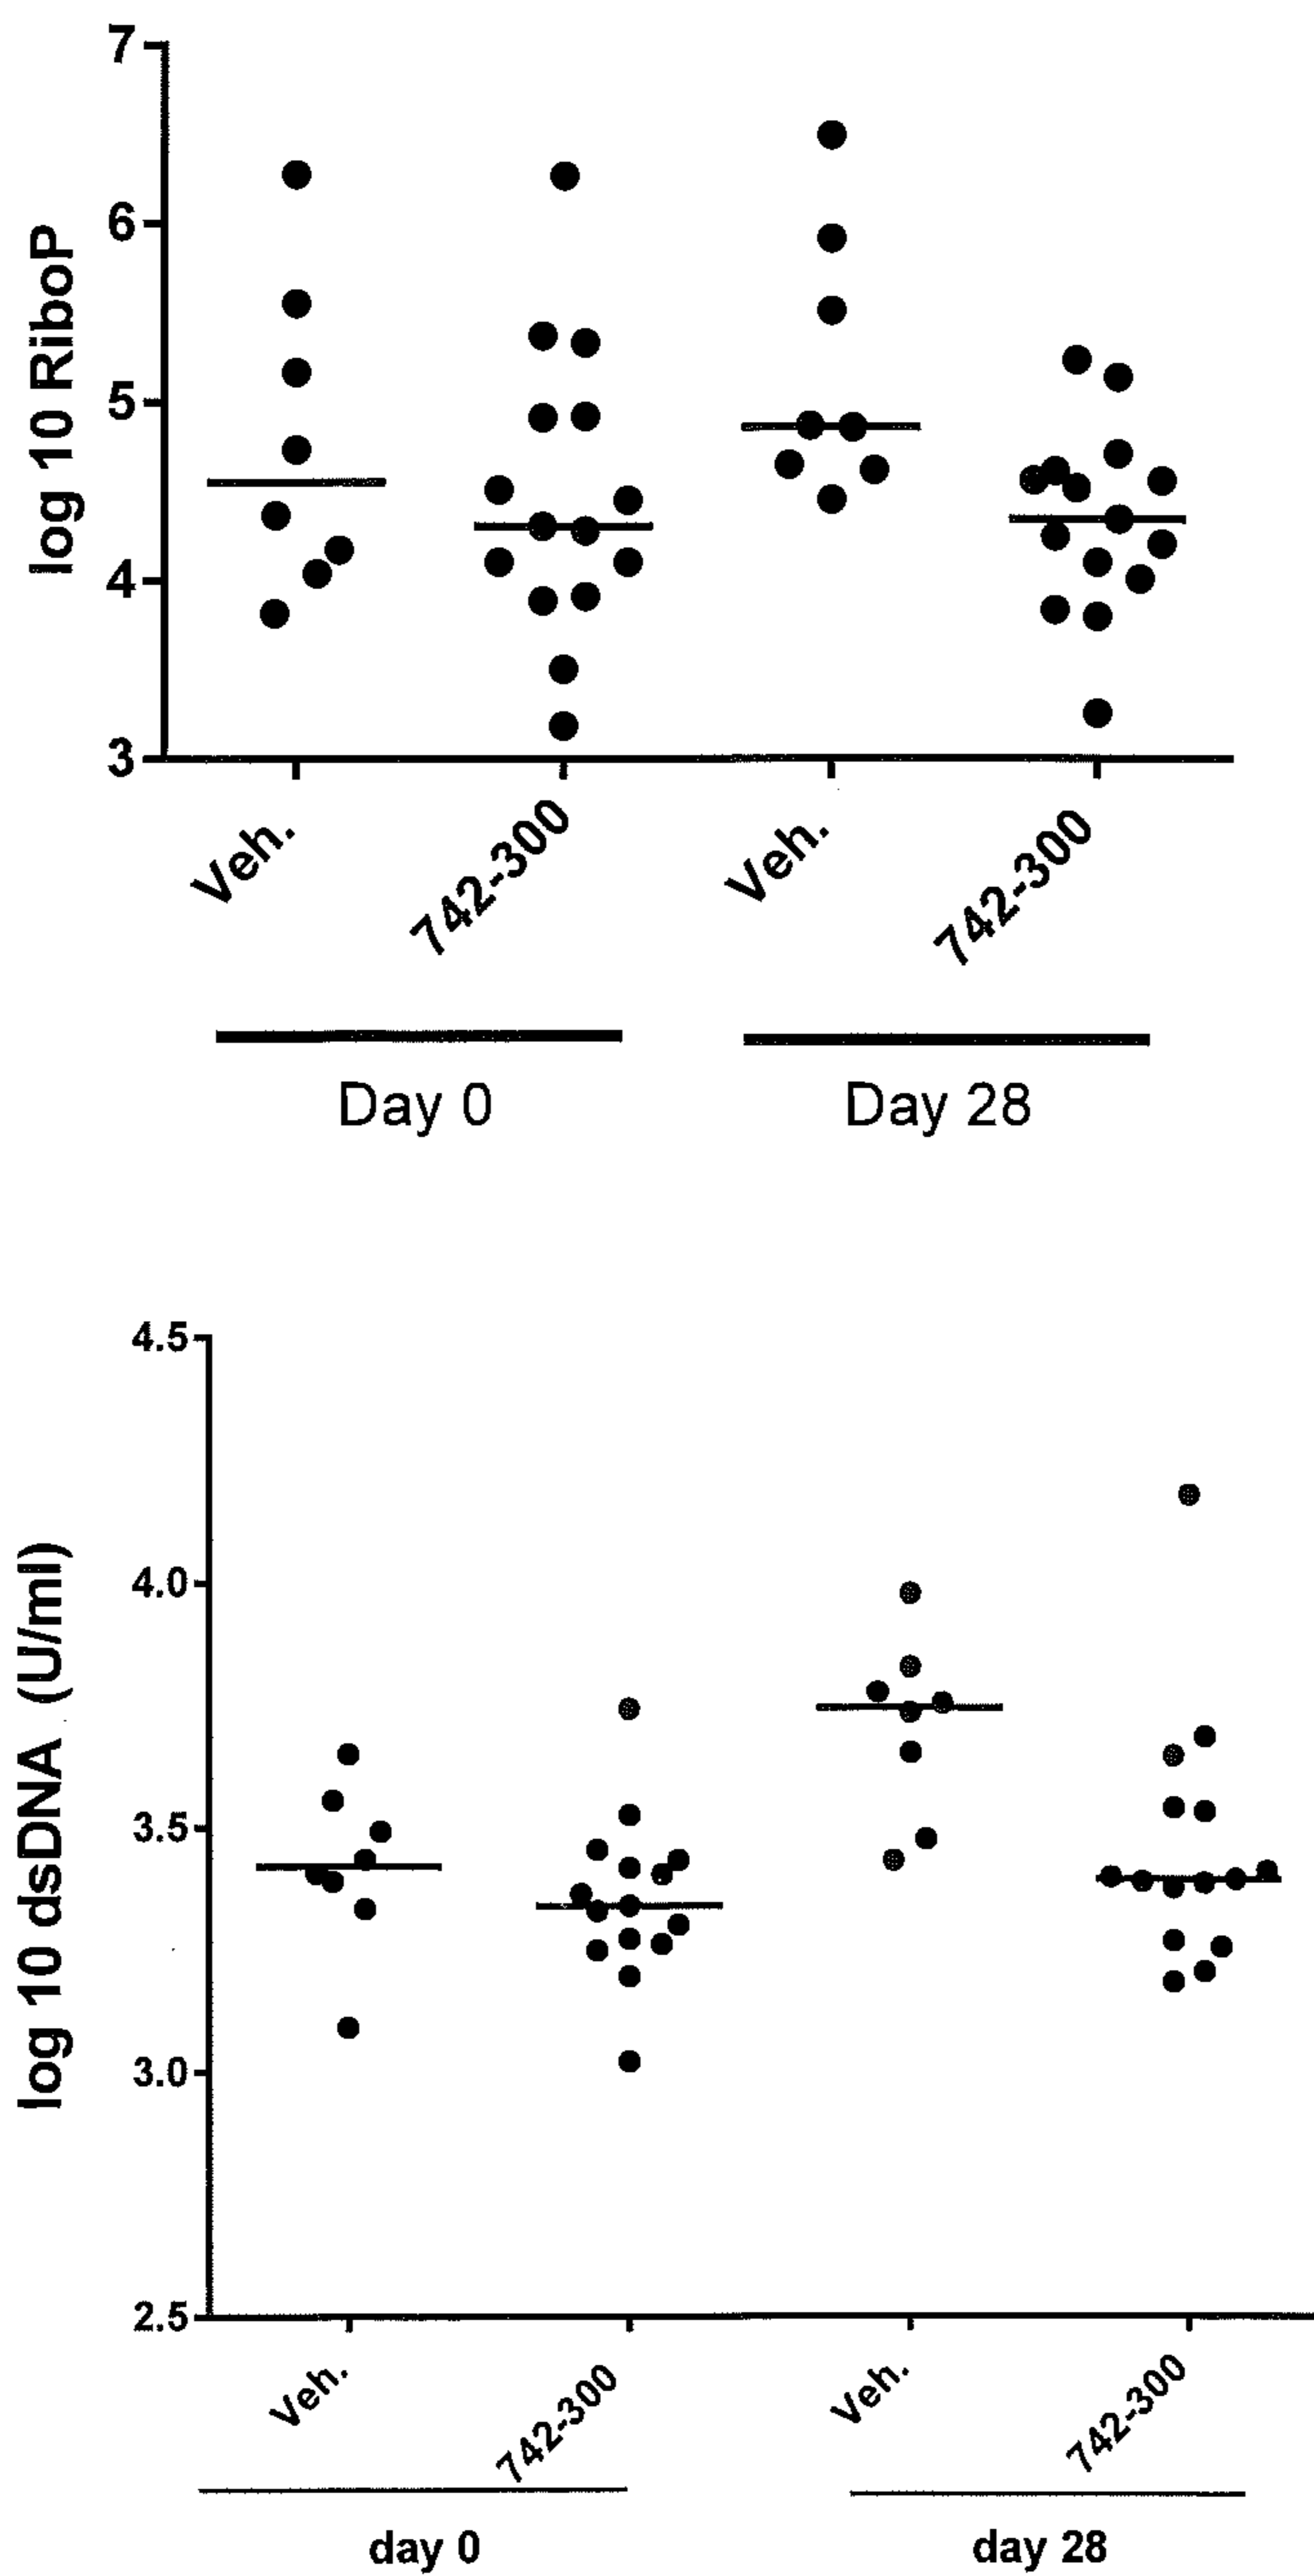 log 10 RiboP
7
6
5
4
3
Veh.
742-300
Veh.
742-300
Day 0
Day 28
log 10 dsDNA (U/ml)
4.5
4.0
3.5
3.0
2.5
Veh.
742-300
Veh.
742-300
day 0
day 28